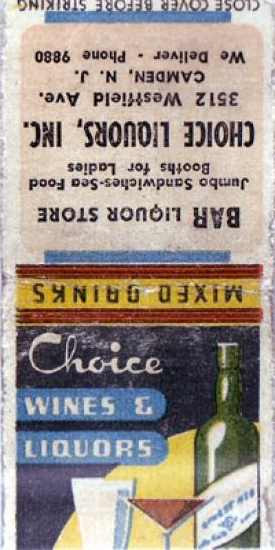 CLOSE COVER BEFORE STRIKING
BAR LIQUOR STORE
Jumbo Sandwiches-Sea Food
Booths for Ladies
CHOICE LIQUORS, INC.
3512 Westfield Ave.
CAMDEN, N. J.
We Deliver - Phone 9880
MIXED DRINKS
Choice
WINES &
LIQUORS